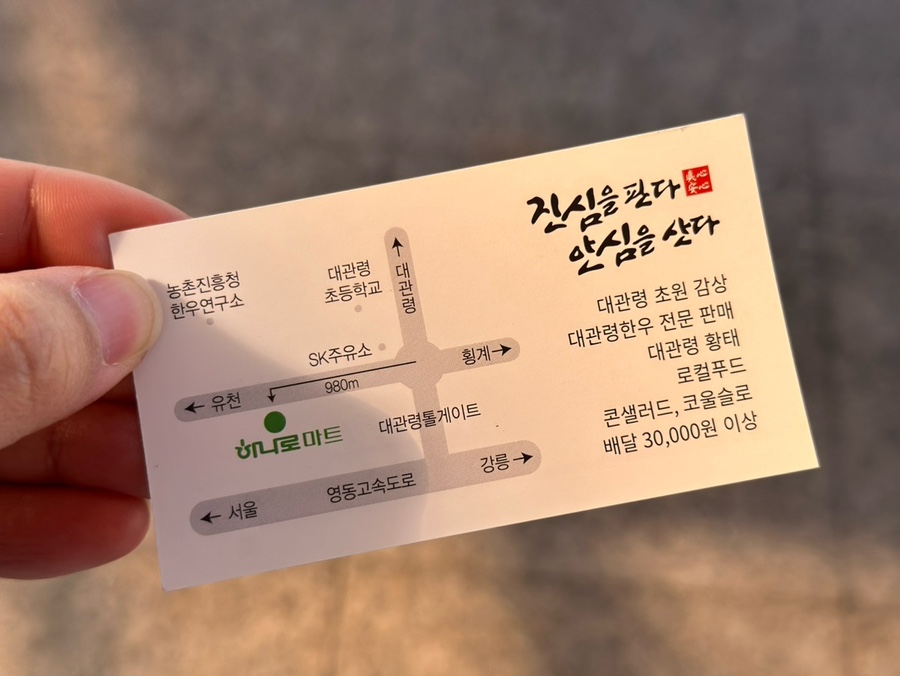 진심을 판다
眞心
安心
안심을 산다
대관령 초원 감상
대관령한우 전문 판매
대관령 황태
로컬푸드
콘샐러드, 코울슬로
배달 30,000원 이상
농촌진흥청
한우연구소
대관령
초등학교
대관령
SK주유소
횡계
980m
유천
하나로마트
대관령톨게이트
강릉
영동고속도로
서울